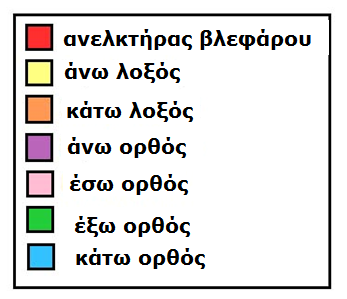 ανελκτήρας βλεφάρου
άνω λοξός
κάτω λοξός
άνω ορθός
έσω ορθός
έξω ορθός
κάτω ορθός